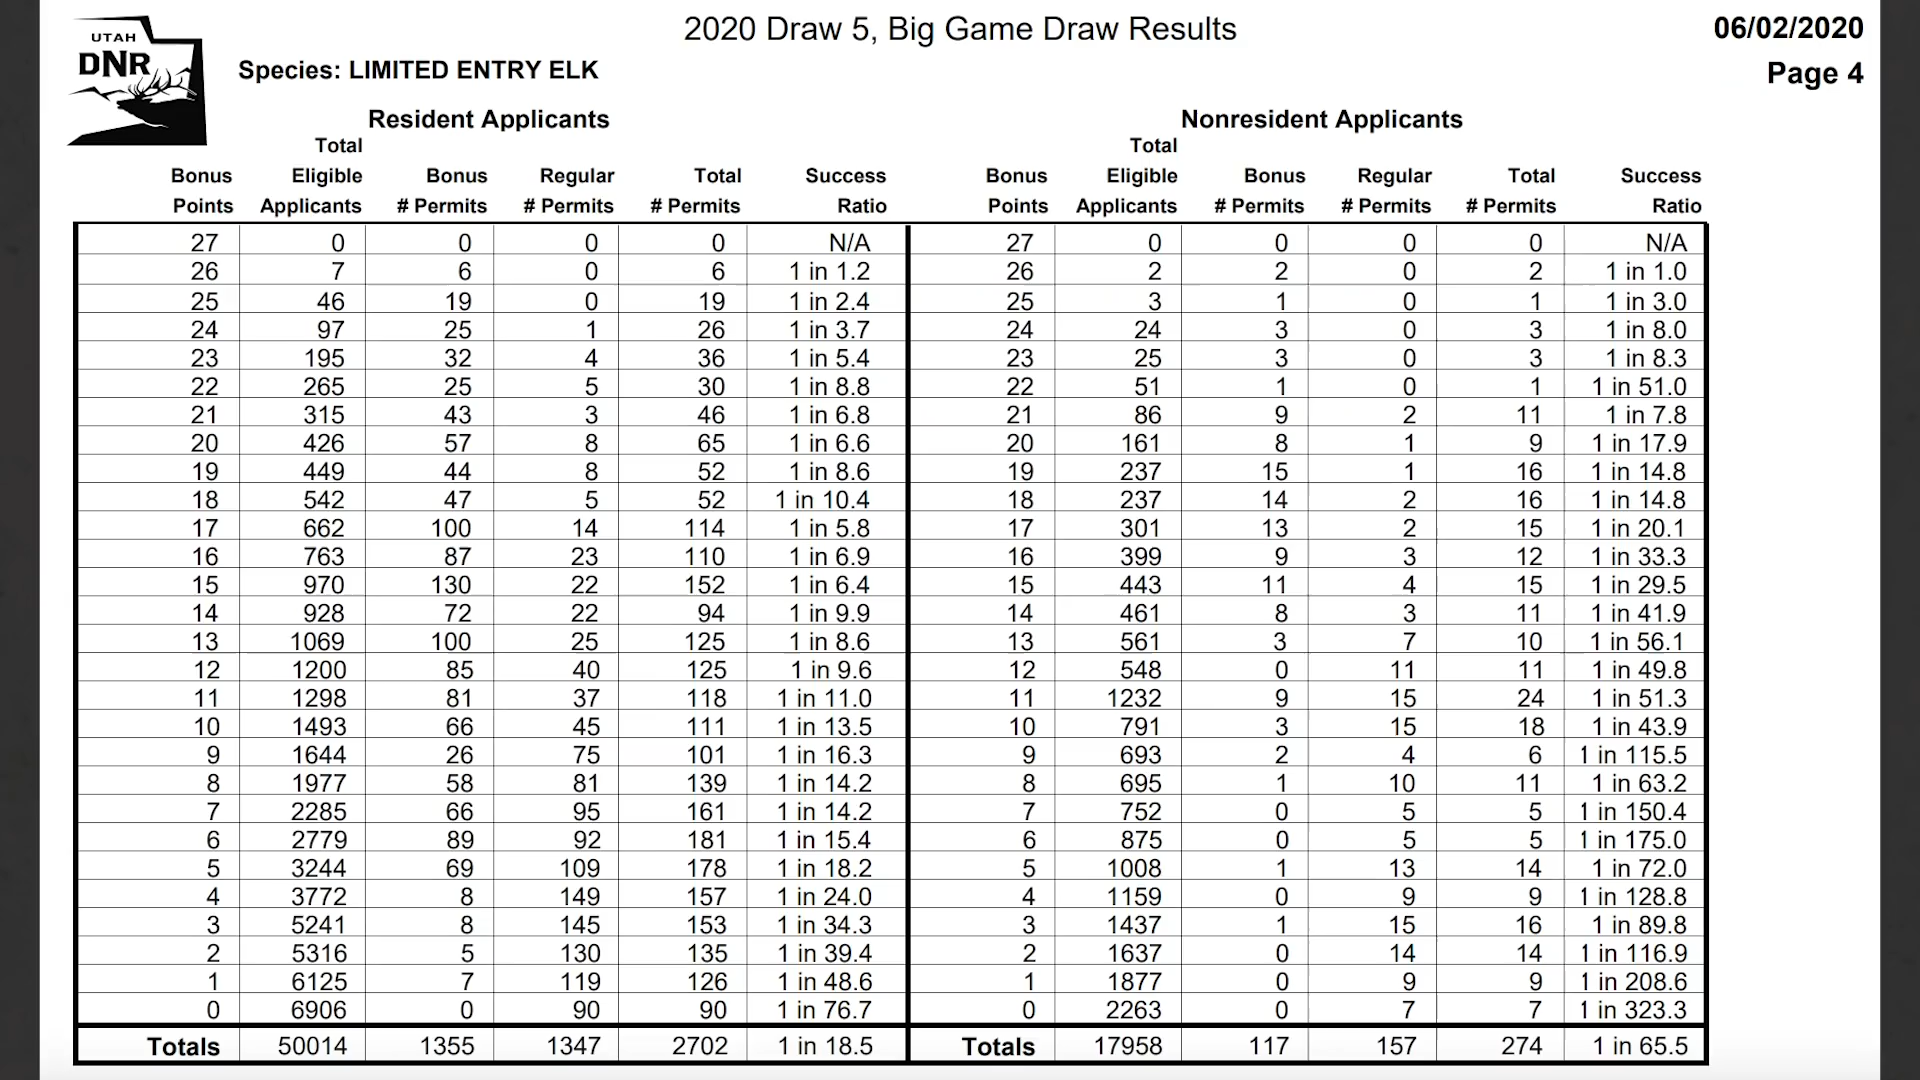 UTAH
DNR
2020 Draw 5, Big Game Draw Results
06/02/2020
Species: LIMITED ENTRY ELK
Page 4
Resident Applicants Nonresident Applicants
Total Total
Bonus Eligible Bonus Regular Total Success Bonus Eligible Bonus Regular Total Success
Points Applicants # Permits # Permits # Permits Ratio Points Applicants # Permits # Permits # Permits Ratio
27 0 0 0 0 N/A 27 0 0 0 0 N/A
26 7 6 0 6 1 in 1.2 26 2 2 0 2 1 in 1.0
25 46 19 0 19 1 in 2.4 25 3 1 0 1 1 in 3.0
24 97 25 1 26 1 in 3.7 24 24 3 0 3 1 in 8.0
23 195 32 4 36 1 in 5.4 23 25 3 0 3 1 in 8.3
22 265 25 5 30 1 in 8.8 22 51 1 0 1 1 in 51.0
21 315 43 3 46 1 in 6.8 21 86 9 2 11 1 in 7.8
20 426 57 8 65 1 in 6.6 20 161 8 1 9 1 in 17.9
19 449 44 8 52 1 in 8.6 19 237 15 1 16 1 in 14.8
18 542 47 5 52 1 in 10.4 18 237 14 2 16 1 in 14.8
17 662 100 14 114 1 in 5.8 17 301 13 2 15 1 in 20.1
16 763 87 23 110 1 in 6.9 16 399 9 3 12 1 in 33.3
15 970 130 22 152 1 in 6.4 15 443 11 4 15 1 in 29.5
14 928 72 22 94 1 in 9.9 14 461 8 3 11 1 in 41.9
13 1069 100 25 125 1 in 8.6 13 561 3 7 10 1 in 56.1
12 1200 85 40 125 1 in 9.6 12 548 0 11 11 1 in 49.8
11 1298 81 37 118 1 in 11.0 11 1232 9 15 24 1 in 51.3
10 1493 66 45 111 1 in 13.5 10 791 3 15 18 1 in 43.9
9 1644 26 75 101 1 in 16.3 9 693 2 4 6 1 in 115.5
8 1977 58 81 139 1 in 14.2 8 695 1 10 11 1 in 63.2
7 2285 66 95 161 1 in 14.2 7 752 0 5 5 1 in 150.4
6 2779 89 92 181 1 in 15.4 6 875 0 5 5 1 in 175.0
5 3244 69 109 178 1 in 18.2 5 1008 1 13 14 1 in 72.0
4 3772 8 149 157 1 in 24.0 4 1159 0 9 9 1 in 128.8
3 5241 8 145 153 1 in 34.3 3 1437 1 15 16 1 in 89.8
2 5316 5 130 135 1 in 39.4 2 1637 0 14 14 1 in 116.9
1 6125 7 119 126 1 in 48.6 1 1877 0 9 9 1 in 208.6
0 6906 0 90 90 1 in 76.7 0 2263 0 7 7 1 in 323.3
Totals 50014 1355 1347 2702 1 in 18.5 Totals 17958 117 157 274 1 in 65.5